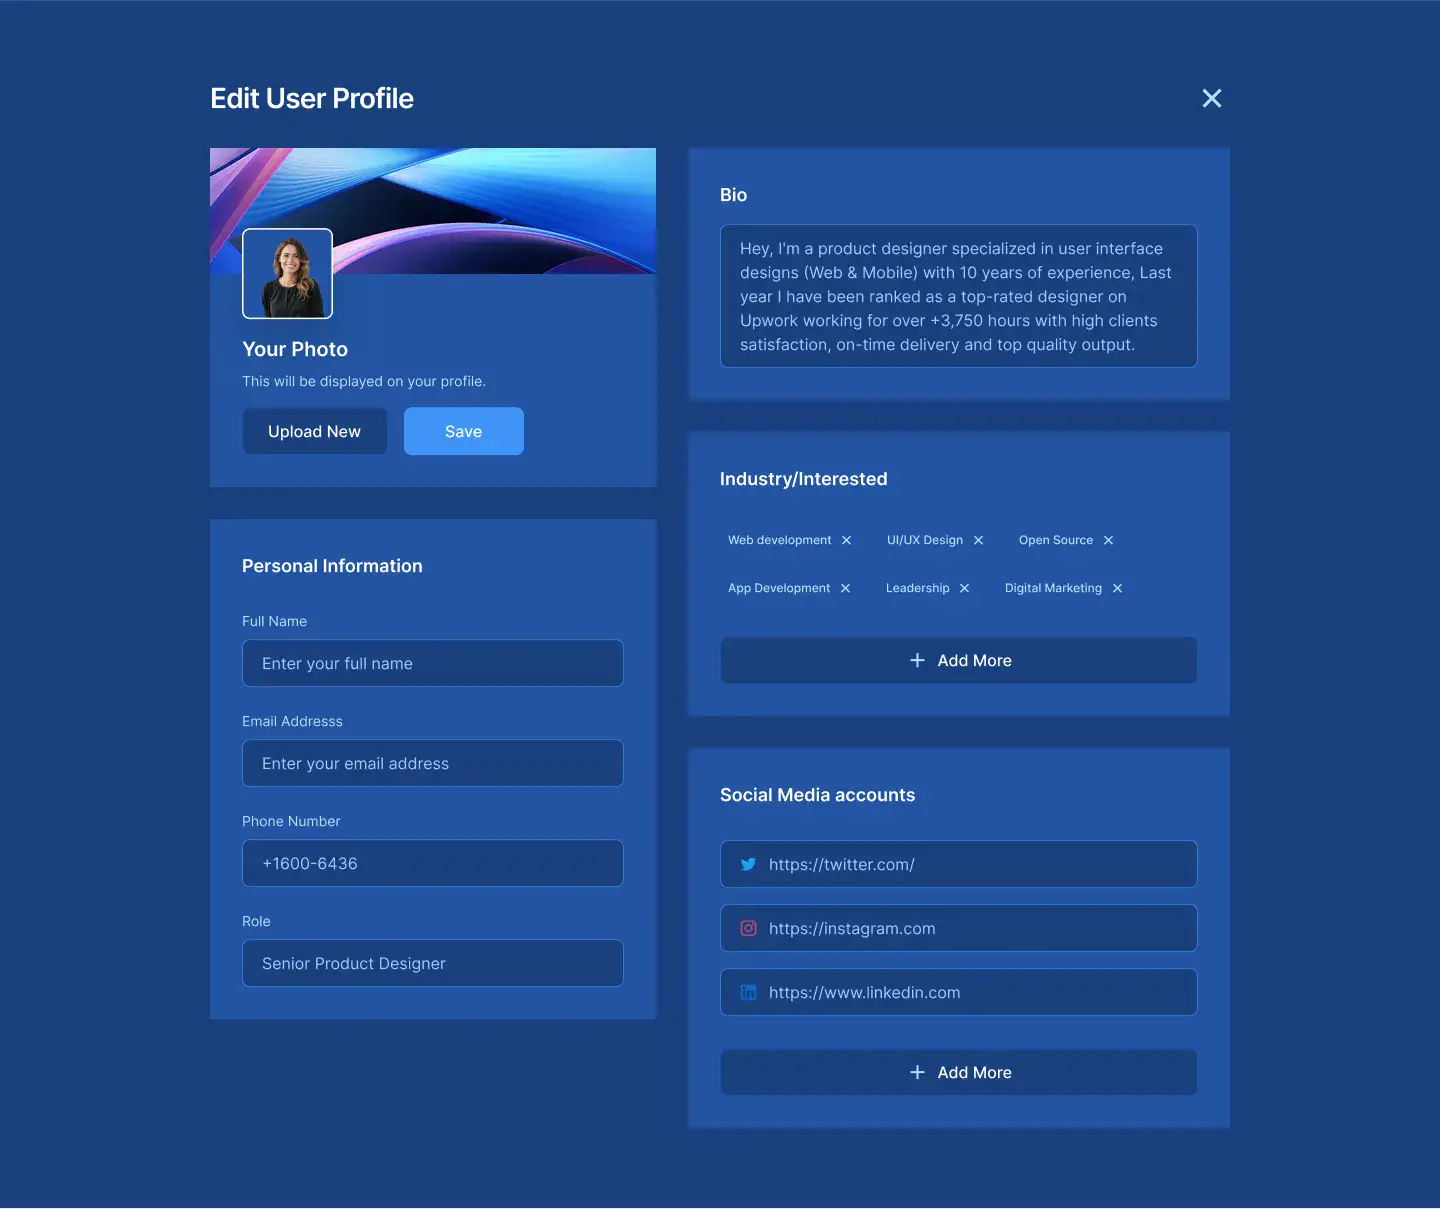 Edit User Profile
Your Photo
This will be displayed on your profile.
Upload New
Save
Personal Information
Full Name
Enter your full name
Email Addresss
Enter your email address
Phone Number
+1600-6436
Role
Senior Product Designer
Bio
Hey, I'm a product designer specialized in user interface
designs (Web & Mobile) with 10 years of experience, Last
year I have been ranked as a top-rated designer on
Upwork working for over +3,750 hours with high clients
satisfaction, on-time delivery and top quality output.
Industry/Interested
Web development
UI/UX Design
Open Source
App Development
Leadership
Digital Marketing
Add More
Social Media accounts
https://twitter.com/
https://instagram.com
https://www.linkedin.com
Add More